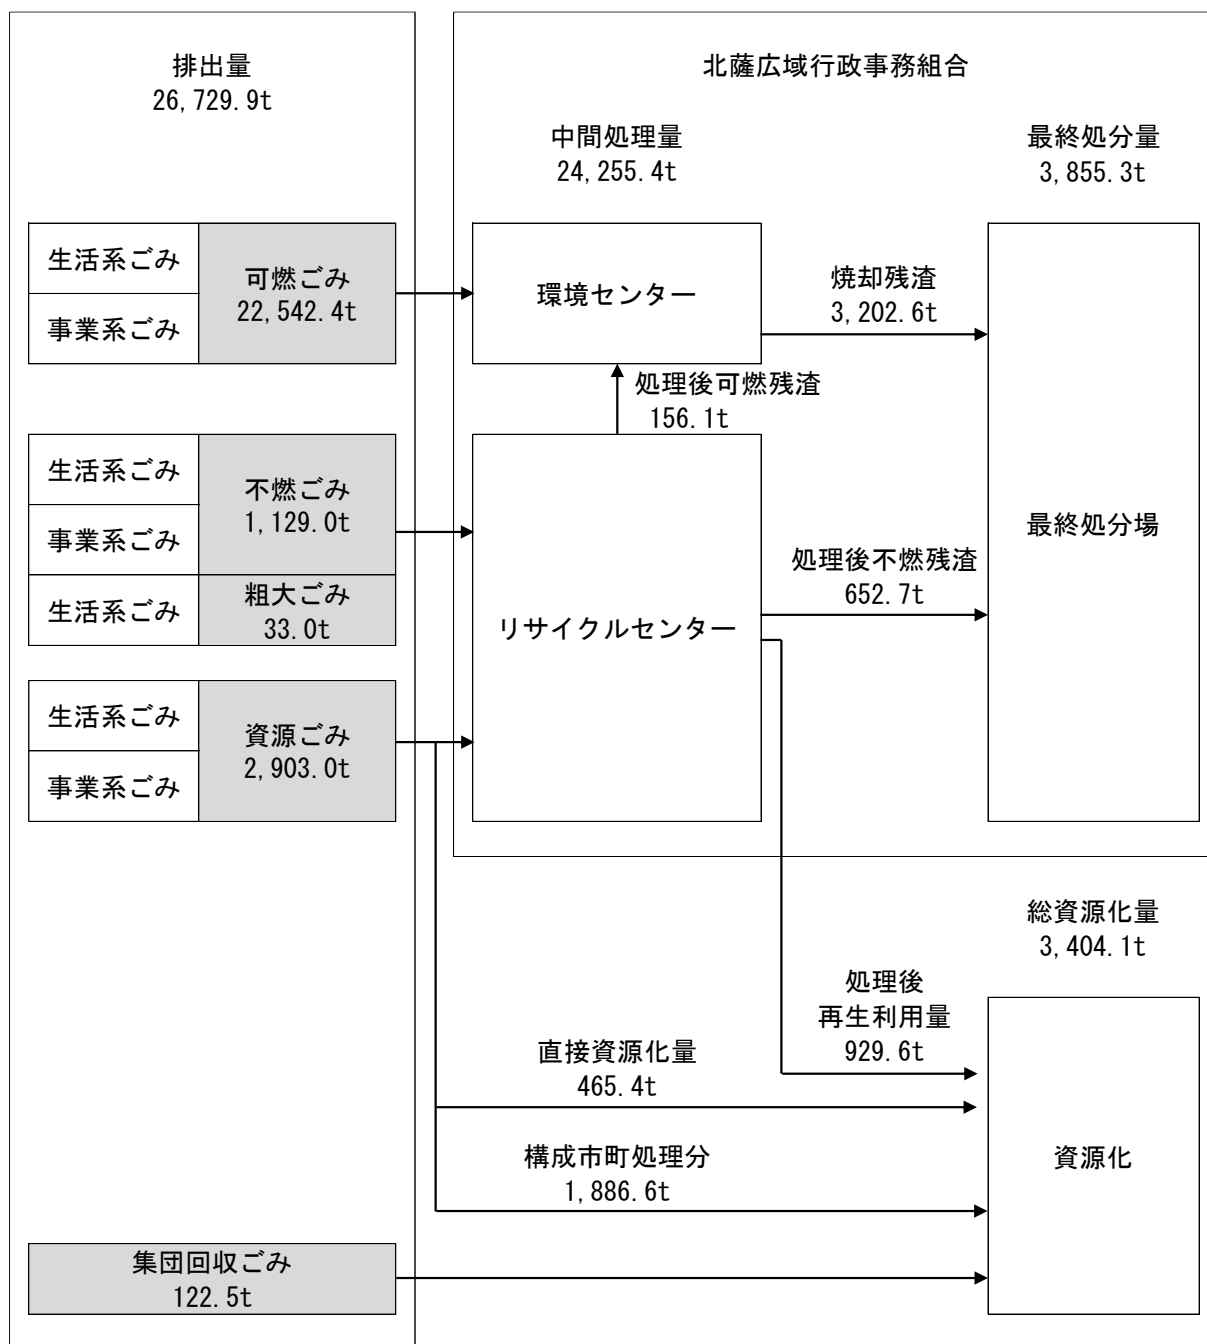 排出量
26,729.9t
北薩広域行政事務組合
中間処理量
24,255.4t
最終処分量
3,855.3t
生活系ごみ
事業系ごみ
可燃ごみ
22,542.4t
環境センター
焼却残渣
3,202.6t
処理後可燃残渣
156.1t
生活系ごみ
事業系ごみ
不燃ごみ
1,129.0t
生活系ごみ
粗大ごみ
33.0t
リサイクルセンター
処理後不燃残渣
652.7t
最終処分場
生活系ごみ
事業系ごみ
資源ごみ
2,903.0t
総資源化量
3,404.1t
処理後
再生利用量
929.6t
直接資源化量
465.4t
構成市町処理分
1,886.6t
資源化
集団回収ごみ
122.5t